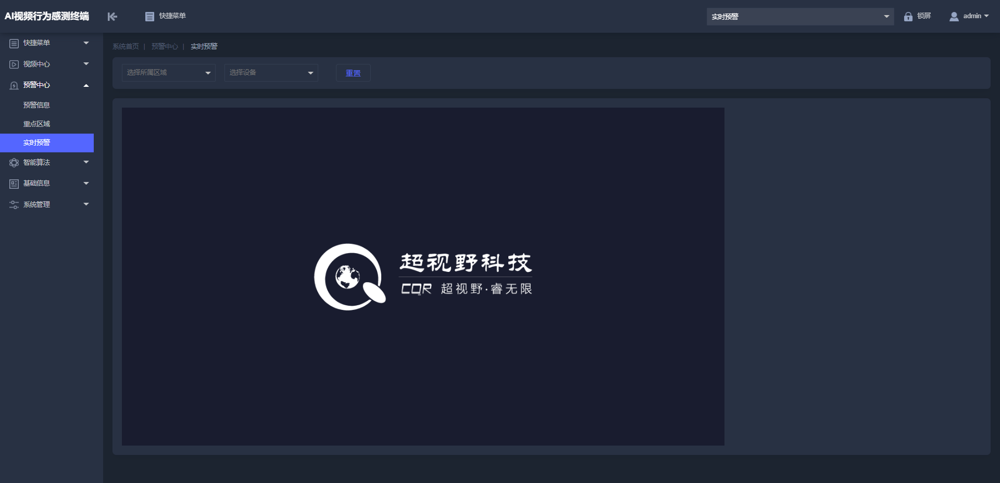 AI视频行为感测终端
快捷菜单
实时预警
锁屏
admin
快捷菜单
视频中心
预警中心
预警信息
重点区域
实时预警
智能算法
基础信息
系统管理
系统首页 | 预警中心 | 实时预警
选择所属区域
选择设备
重置
超视野科技
CQR 超视野·睿无限